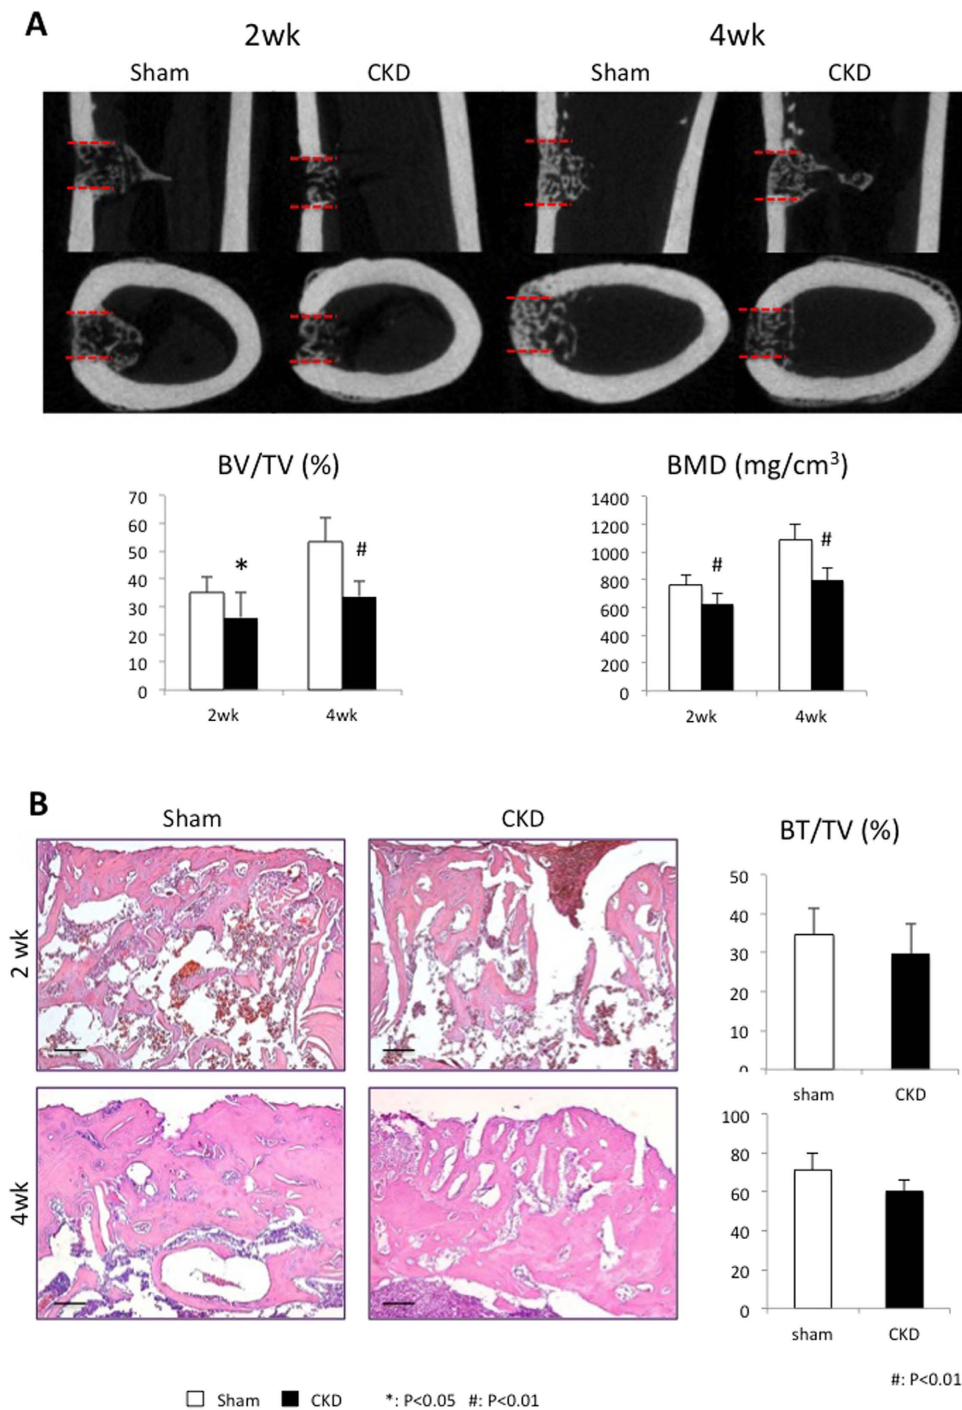 A
2wk 4wk
Sham CKD Sham CKD
BV/TV (%)
70
60
50
40
30
20
10
0
*
#
2wk 4wk
BMD (mg/cm³)
1400
1200
1000
800
600
400
200
0
#
#
2wk 4wk
B
Sham CKD
2 wk
4wk
BT/TV (%)
50
40
30
20
10
0
sham CKD
100
80
60
40
20
0
sham CKD
#: P<0.01
Sham CKD *: P<0.05 #: P<0.01